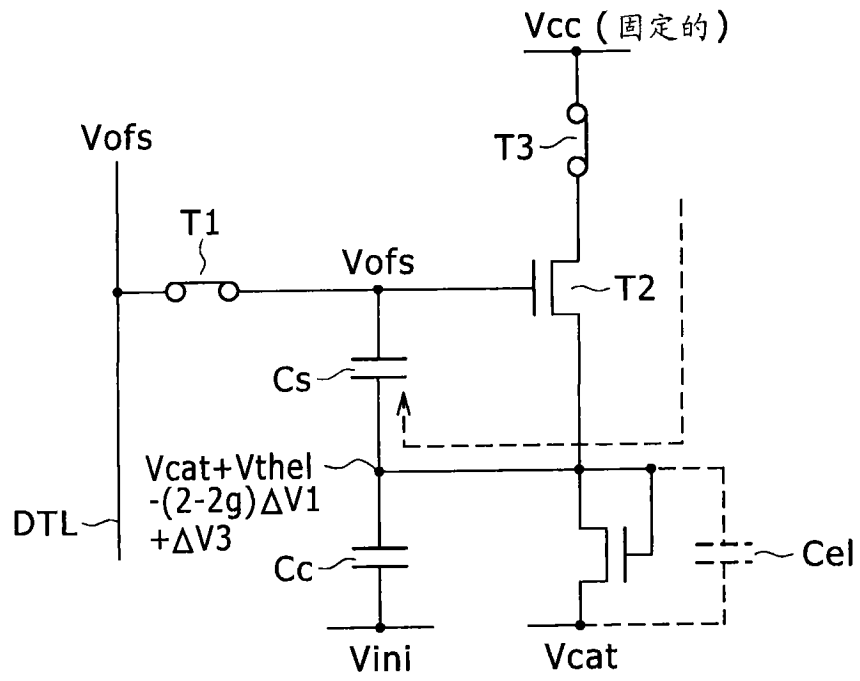 Vcc (固定的)
T3
Vofs
T1
Vofs
T2
Cs
Vcat+Vthel
-(2-2g)ΔV1
+ΔV3
DTL
Cc
Cel
Vini
Vcat